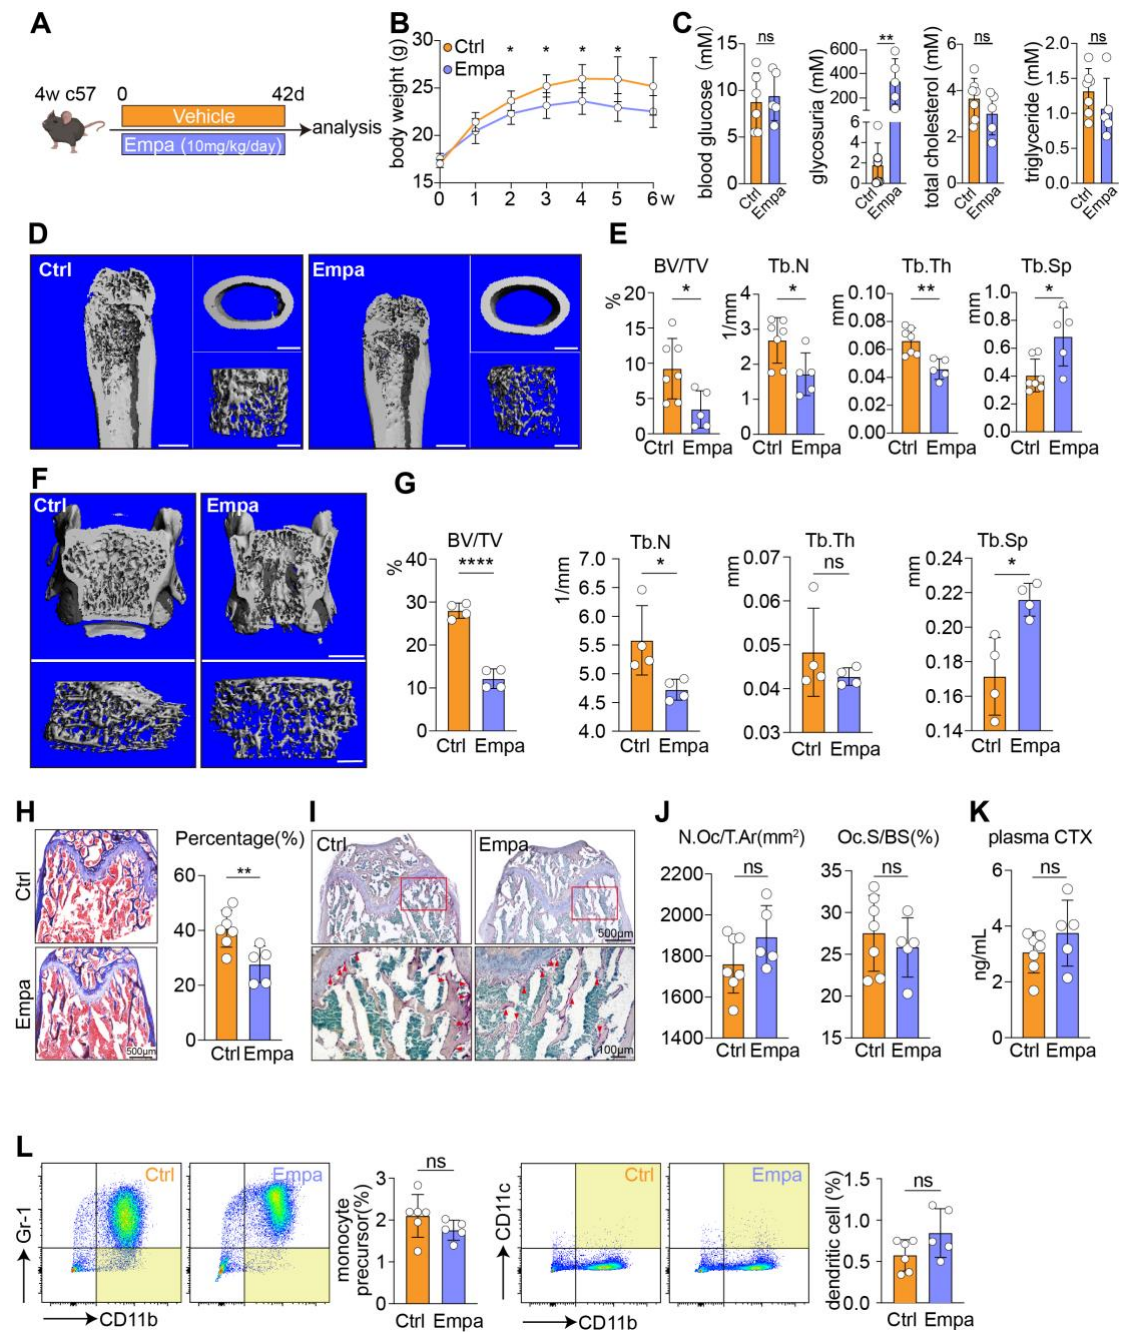 A
4w c57
0
42d
Vehicle
Empa (10mg/kg/day)
analysis
B
body weight (g)
30
25
20
15
Ctrl
Empa
* * * *
0 1 2 3 4 5 6 w
C
blood glucose (mM)
15
10
5
0
ns
Ctrl
Empa
glycosuria (mM)
600
400
200
6
4
2
0
**
Ctrl
Empa
total cholesterol (mM)
6
4
2
0
ns
Ctrl
Empa
triglyceride (mM)
2.0
1.5
1.0
0.5
0.0
ns
Ctrl
Empa
D
Ctrl
Empa
E
BV/TV
%
20
15
10
5
0
*
Ctrl Empa
Tb.N
1/mm
4
3
2
1
0
*
Ctrl Empa
Tb.Th
mm
0.10
0.08
0.06
0.04
0.02
0.00
**
Ctrl Empa
Tb.Sp
mm
1.0
0.8
0.6
0.4
0.2
0.0
*
Ctrl Empa
F
Ctrl
Empa
G
BV/TV
%
40
30
20
10
0
****
Ctrl Empa
Tb.N
1/mm
7.0
6.5
6.0
5.5
5.0
4.5
4.0
*
Ctrl Empa
Tb.Th
mm
0.07
0.06
0.05
0.04
0.03
ns
Ctrl Empa
Tb.Sp
mm
0.24
0.22
0.20
0.18
0.16
0.14
*
Ctrl Empa
H
Ctrl
Empa
500μm
Percentage(%)
60
40
20
0
**
Ctrl Empa
I
Ctrl
Empa
500μm
100μm
J
N.Oc/T.Ar(mm²)
2200
2000
1800
1600
1400
ns
Ctrl Empa
Oc.S/BS(%)
35
30
25
20
15
ns
Ctrl Empa
K
plasma CTX
ng/mL
6
4
2
0
ns
Ctrl Empa
L
Gr-1
Ctrl
Empa
CD11b
monocyte
precursor(%)
3
2
1
0
ns
Ctrl Empa
CD11c
Ctrl
Empa
CD11b
dendritic cell (%)
1.5
1.0
0.5
0.0
ns
Ctrl Empa